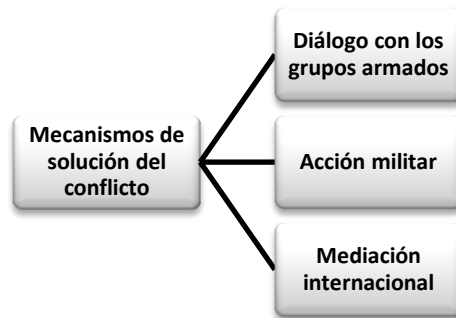 Mecanismos de
solución del
conflicto
Diálogo con los
grupos armados
Acción militar
Mediación
internacional